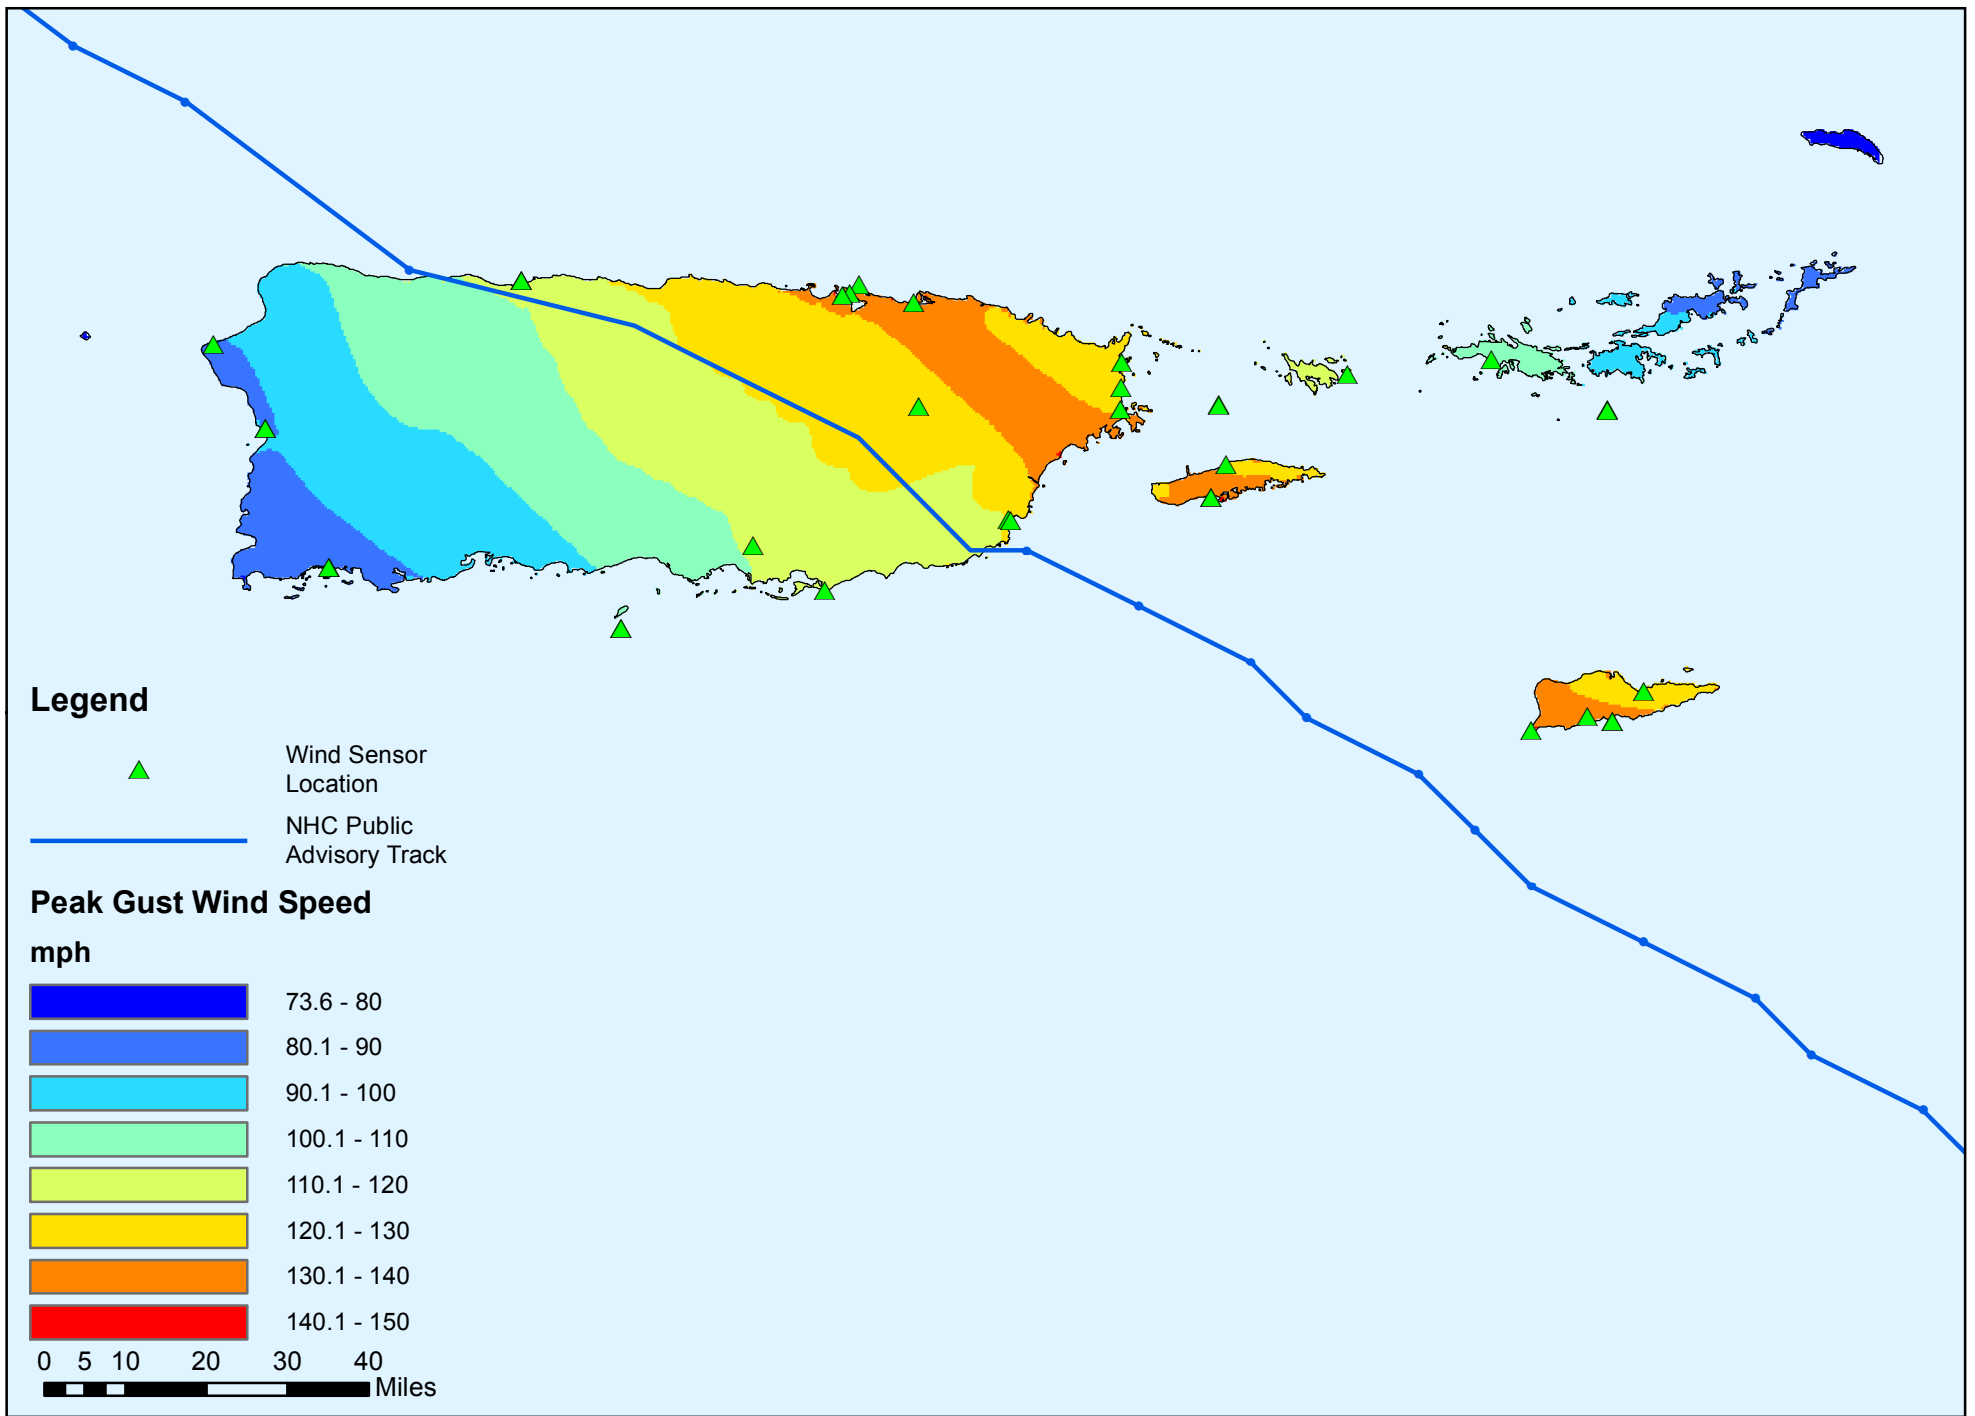 Legend
Wind Sensor
Location
NHC Public
Advisory Track
Peak Gust Wind Speed
mph
73.6 - 80
80.1 - 90
90.1 - 100
100.1 - 110
110.1 - 120
120.1 - 130
130.1 - 140
140.1 - 150
0 5 10 20 30 40
Miles